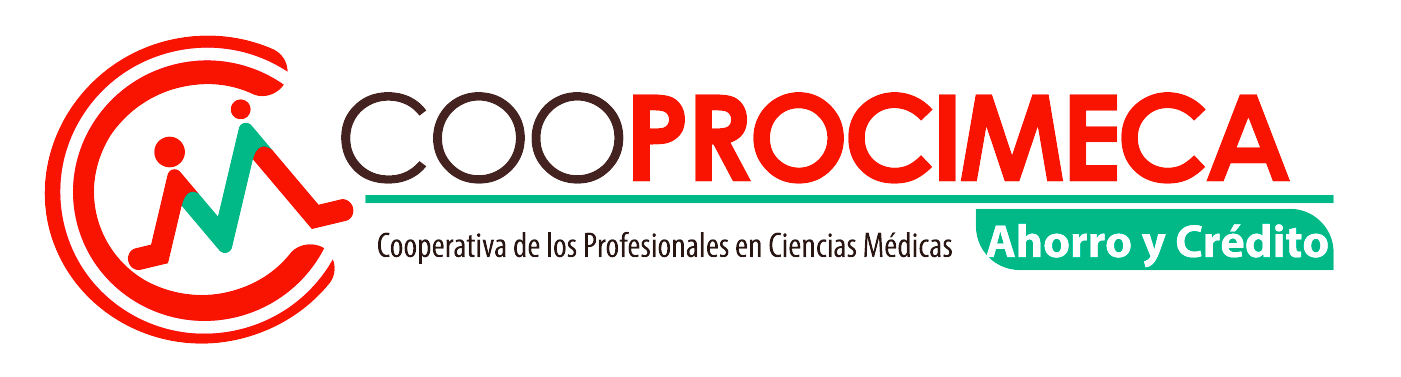 COOPROCIMECA
Cooperativa de los Profesionales en Ciencias Médicas
Ahorro y Crédito